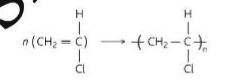 H H
n (CH₂ = C) ⟶ –( CH₂ – C )–ₙ
Cl Cl